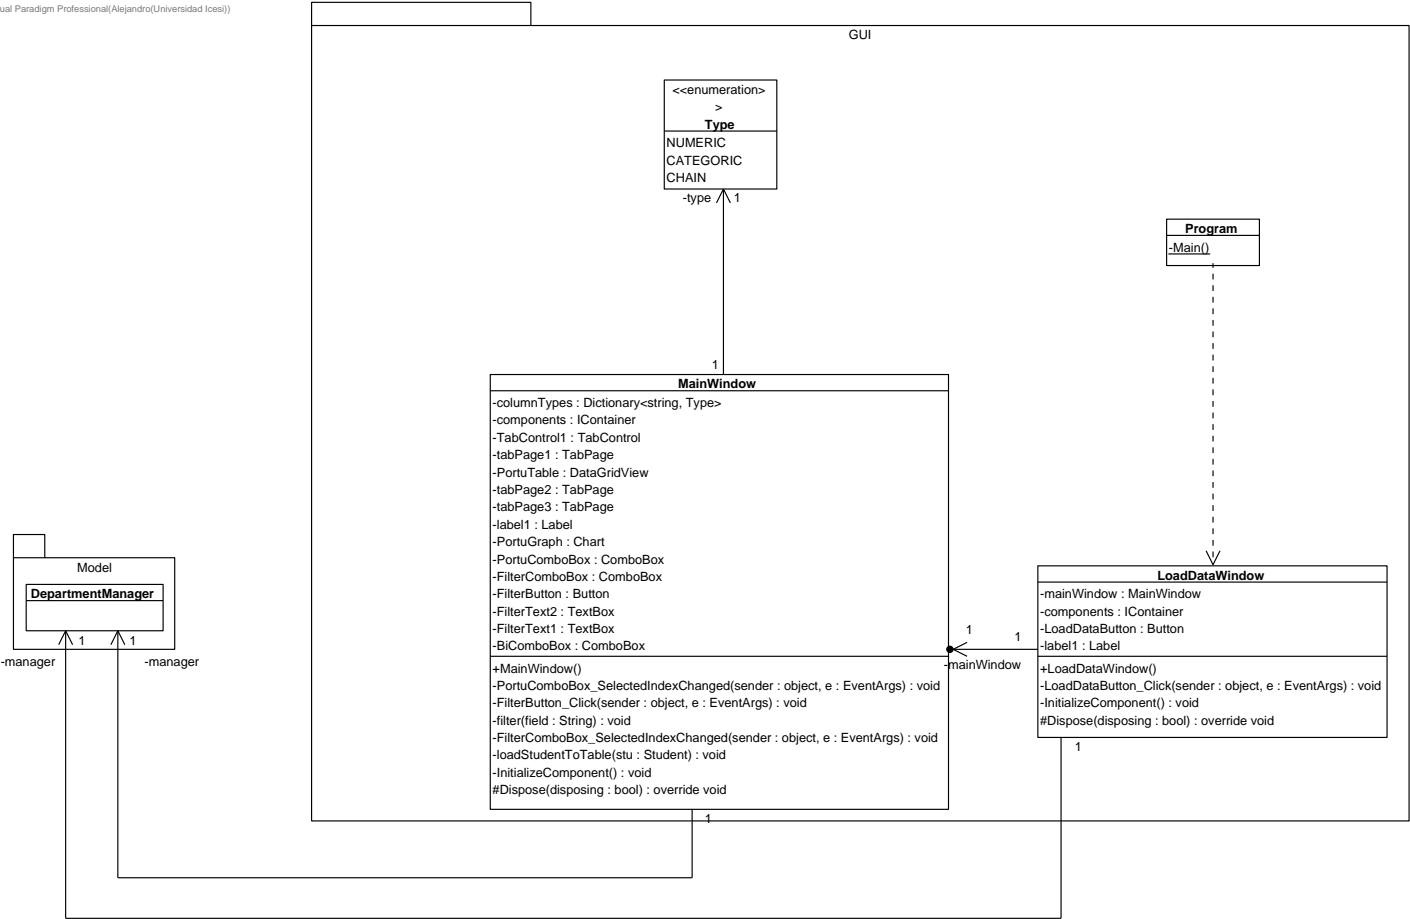 ual Paradigm Professional(Alejandro(Universidad Icesi))
GUI
<<enumeration>
>
Type
NUMERIC
CATEGORIC
CHAIN
-type
1
Program
-Main()
1
MainWindow
-columnTypes : Dictionary<string, Type>
-components : IContainer
-TabControl1 : TabControl
-tabPage1 : TabPage
-PortuTable : DataGridView
-tabPage2 : TabPage
-tabPage3 : TabPage
-label1 : Label
-PortuGraph : Chart
-PortuComboBox : ComboBox
-FilterComboBox : ComboBox
-FilterButton : Button
-FilterText2 : TextBox
-FilterText1 : TextBox
-BiComboBox : ComboBox
+MainWindow()
-PortuComboBox_SelectedIndexChanged(sender : object, e : EventArgs) : void
-FilterButton_Click(sender : object, e : EventArgs) : void
-filter(field : String) : void
-FilterComboBox_SelectedIndexChanged(sender : object, e : EventArgs) : void
-loadStudentToTable(stu : Student) : void
-InitializeComponent() : void
#Dispose(disposing : bool) : override void
1
Model
DepartmentManager
1
1
-manager
-manager
LoadDataWindow
-mainWindow : MainWindow
-components : IContainer
-LoadDataButton : Button
-label1 : Label
+LoadDataWindow()
-LoadDataButton_Click(sender : object, e : EventArgs) : void
-InitializeComponent() : void
#Dispose(disposing : bool) : override void
1
1
-mainWindow
1